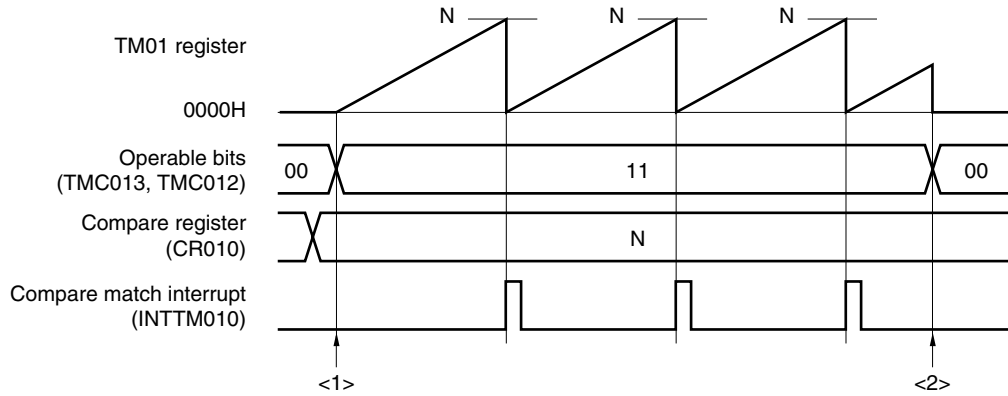 N N N
TM01 register
0000H
Operable bits
(TMC013, TMC012)
00 11 00
Compare register
(CR010)
N
Compare match interrupt
(INTTM010)
<1> <2>